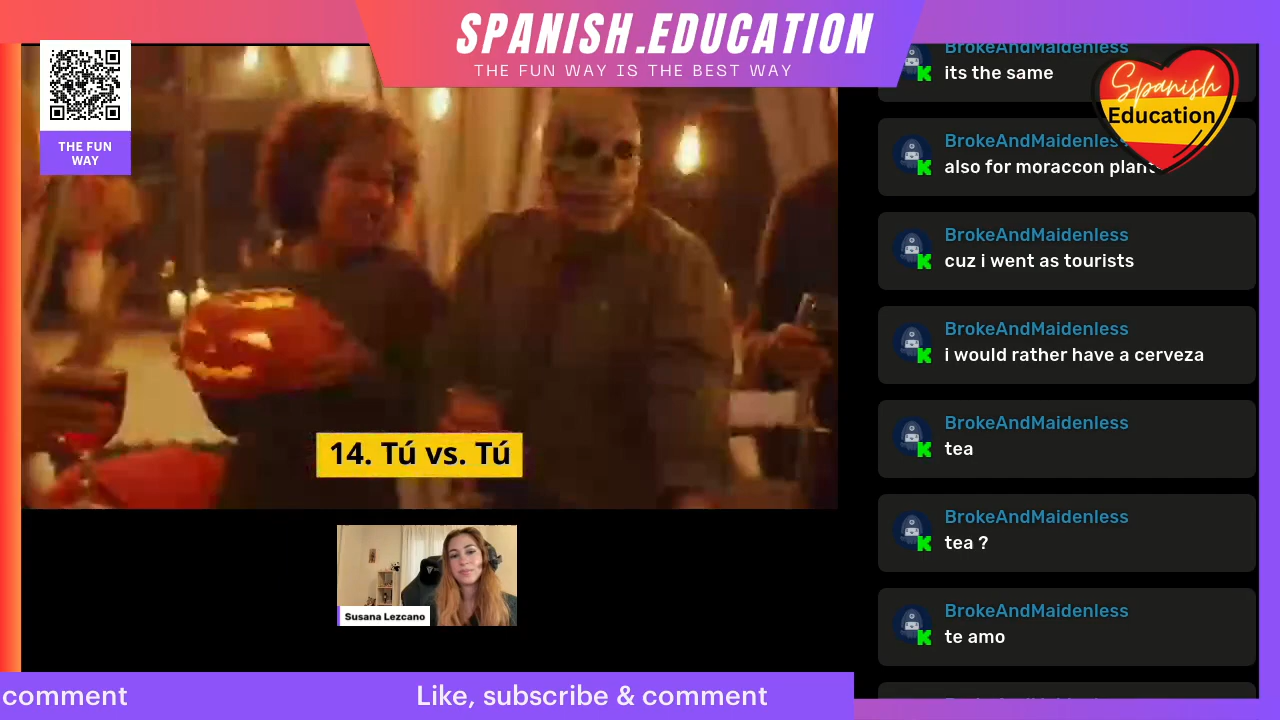 SPANISH.EDUCATION
THE FUN WAY IS THE BEST WAY
THE FUN
WAY
Spanish
Education
BrokeAndMaidenless
its the same
BrokeAndMaidenless
also for moraccon plant
BrokeAndMaidenless
cuz i went as tourists
BrokeAndMaidenless
i would rather have a cerveza
BrokeAndMaidenless
tea
BrokeAndMaidenless
tea ?
BrokeAndMaidenless
te amo
14. Tú vs. Tú
Susana Lezcano
comment
Like, subscribe & comment